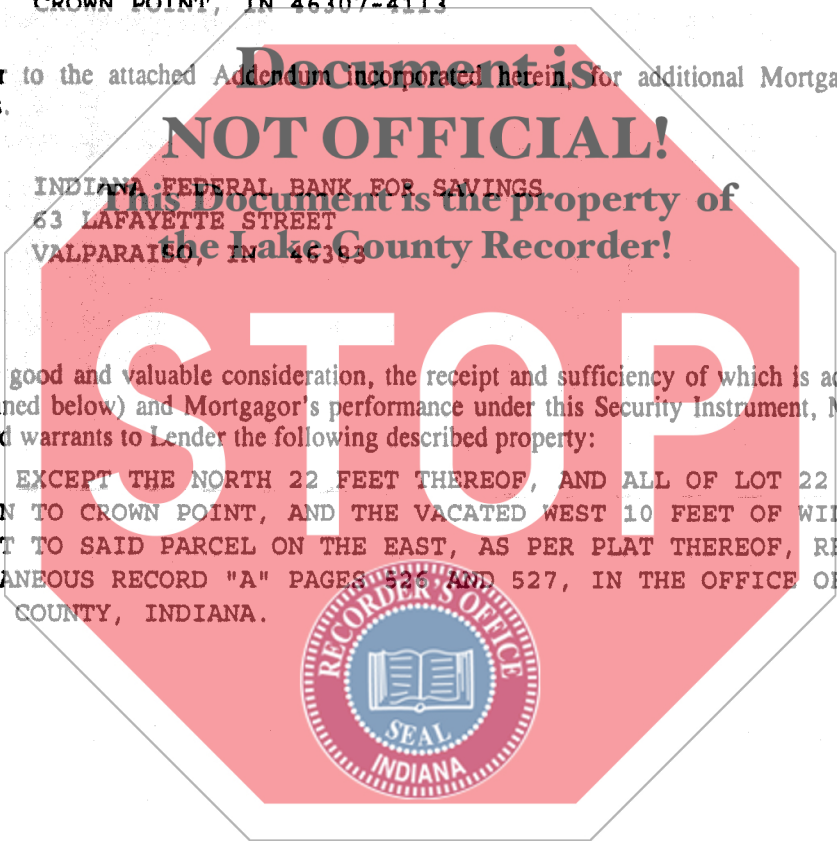 CROWN POINT, IN 46307-4113
r to the attached Addendum incorporated herein, for additional Mortga
s.
Document is
NOT OFFICIAL!
This Document is the property of
the Lake County Recorder!
INDIANA FEDERAL BANK FOR SAVINGS
63 LAFAYETTE STREET
VALPARAISO, IN 46383
STOP
good and valuable consideration, the receipt and sufficiency of which is a
ned below) and Mortgagor's performance under this Security Instrument, M
d warrants to Lender the following described property:
EXCEPT THE NORTH 22 FEET THEREOF, AND ALL OF LOT 22
N TO CROWN POINT, AND THE VACATED WEST 10 FEET OF WIL
T TO SAID PARCEL ON THE EAST, AS PER PLAT THEREOF, RE
ANEOUS RECORD "A" PAGES 526 AND 527, IN THE OFFICE OF
COUNTY, INDIANA.
RECORDER'S OFFICE
SEAL
INDIANA